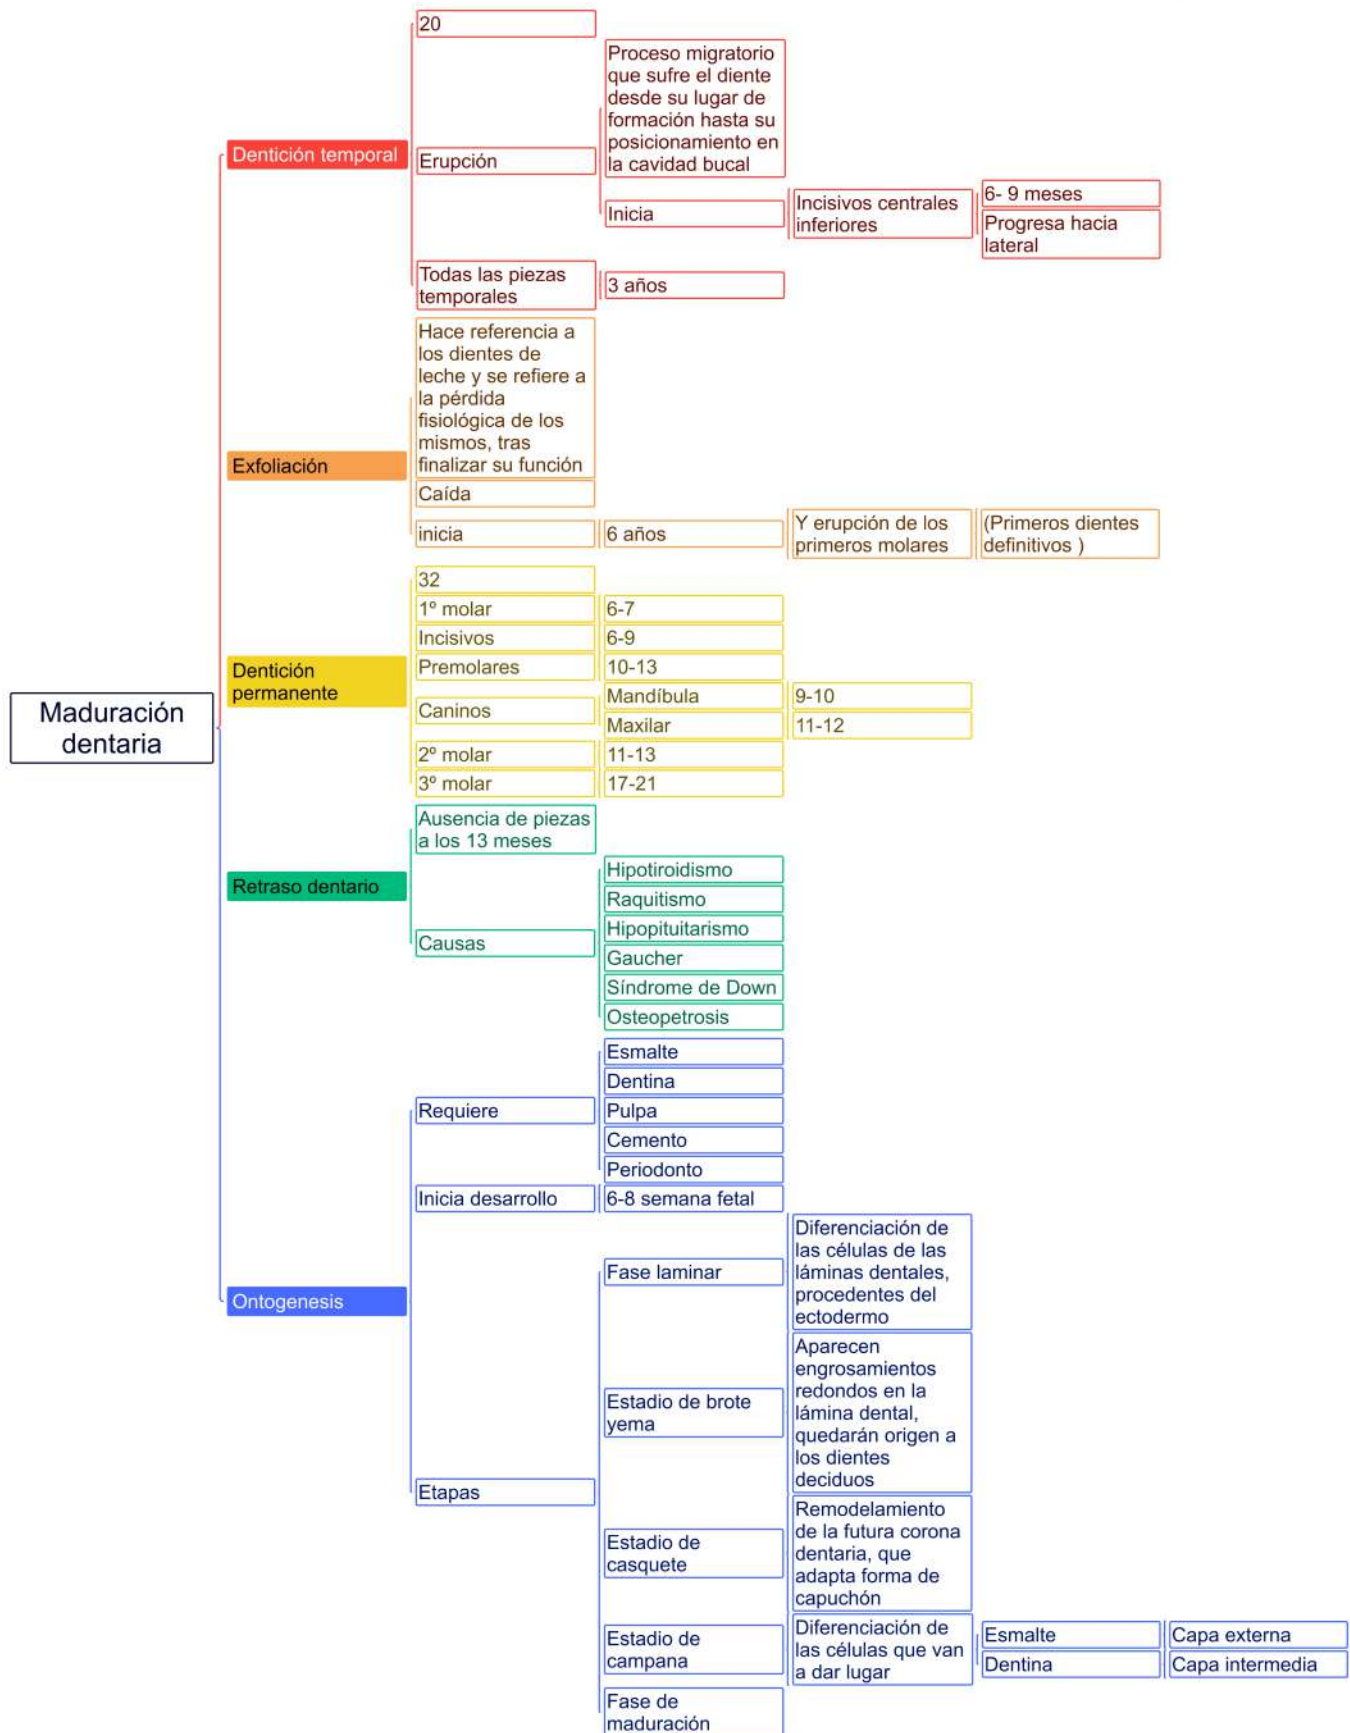 Maduración
dentaria
Dentición temporal
20
Erupción
Proceso migratorio
que sufre el diente
desde su lugar de
formación hasta su
posicionamiento en
la cavidad bucal
Inicia
Incisivos centrales
inferiores
6- 9 meses
Progresa hacia
lateral
Todas las piezas
temporales
3 años
Exfoliación
Hace referencia a
los dientes de
leche y se refiere a
la pérdida
fisiológica de los
mismos, tras
finalizar su función
Caída
inicia
6 años
Y erupción de los
primeros molares
(Primeros dientes
definitivos )
Dentición
permanente
32
1º molar
6-7
Incisivos
6-9
Premolares
10-13
Caninos
Mandíbula
9-10
Maxilar
11-12
2º molar
11-13
3º molar
17-21
Retraso dentario
Ausencia de piezas
a los 13 meses
Causas
Hipotiroidismo
Raquitismo
Hipopituitarismo
Gaucher
Síndrome de Down
Osteopetrosis
Ontogenesis
Requiere
Esmalte
Dentina
Pulpa
Cemento
Periodonto
Inicia desarrollo
6-8 semana fetal
Etapas
Fase laminar
Diferenciación de
las células de las
láminas dentales,
procedentes del
ectodermo
Estadio de brote
yema
Aparecen
engrosamientos
redondos en la
lámina dental,
quedarán origen a
los dientes
deciduos
Estadio de
casquete
Remodelamiento
de la futura corona
dentaria, que
adapta forma de
capuchón
Estadio de
campana
Diferenciación de
las células que van
a dar lugar
Esmalte
Capa externa
Dentina
Capa intermedia
Fase de
maduración